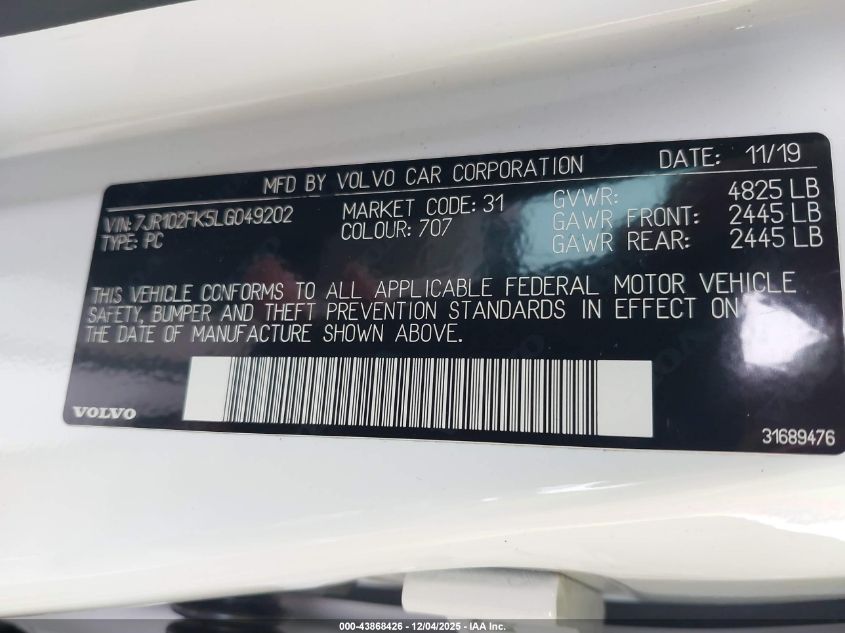 MFD BY VOLVO CAR CORPORATION DATE: 11/19
VIN: 7JR102FK5LG049202 MARKET CODE: 31 GVWR: 4825 LB
TYPE: PC COLOUR: 707 GAWR FRONT: 2445 LB
GAWR REAR: 2445 LB
THIS VEHICLE CONFORMS TO ALL APPLICABLE FEDERAL MOTOR VEHICLE
SAFETY, BUMPER AND THEFT PREVENTION STANDARDS IN EFFECT ON
THE DATE OF MANUFACTURE SHOWN ABOVE.
VOLVO
31689476
000-43868426 - 12/04/2025 - IAA Inc.